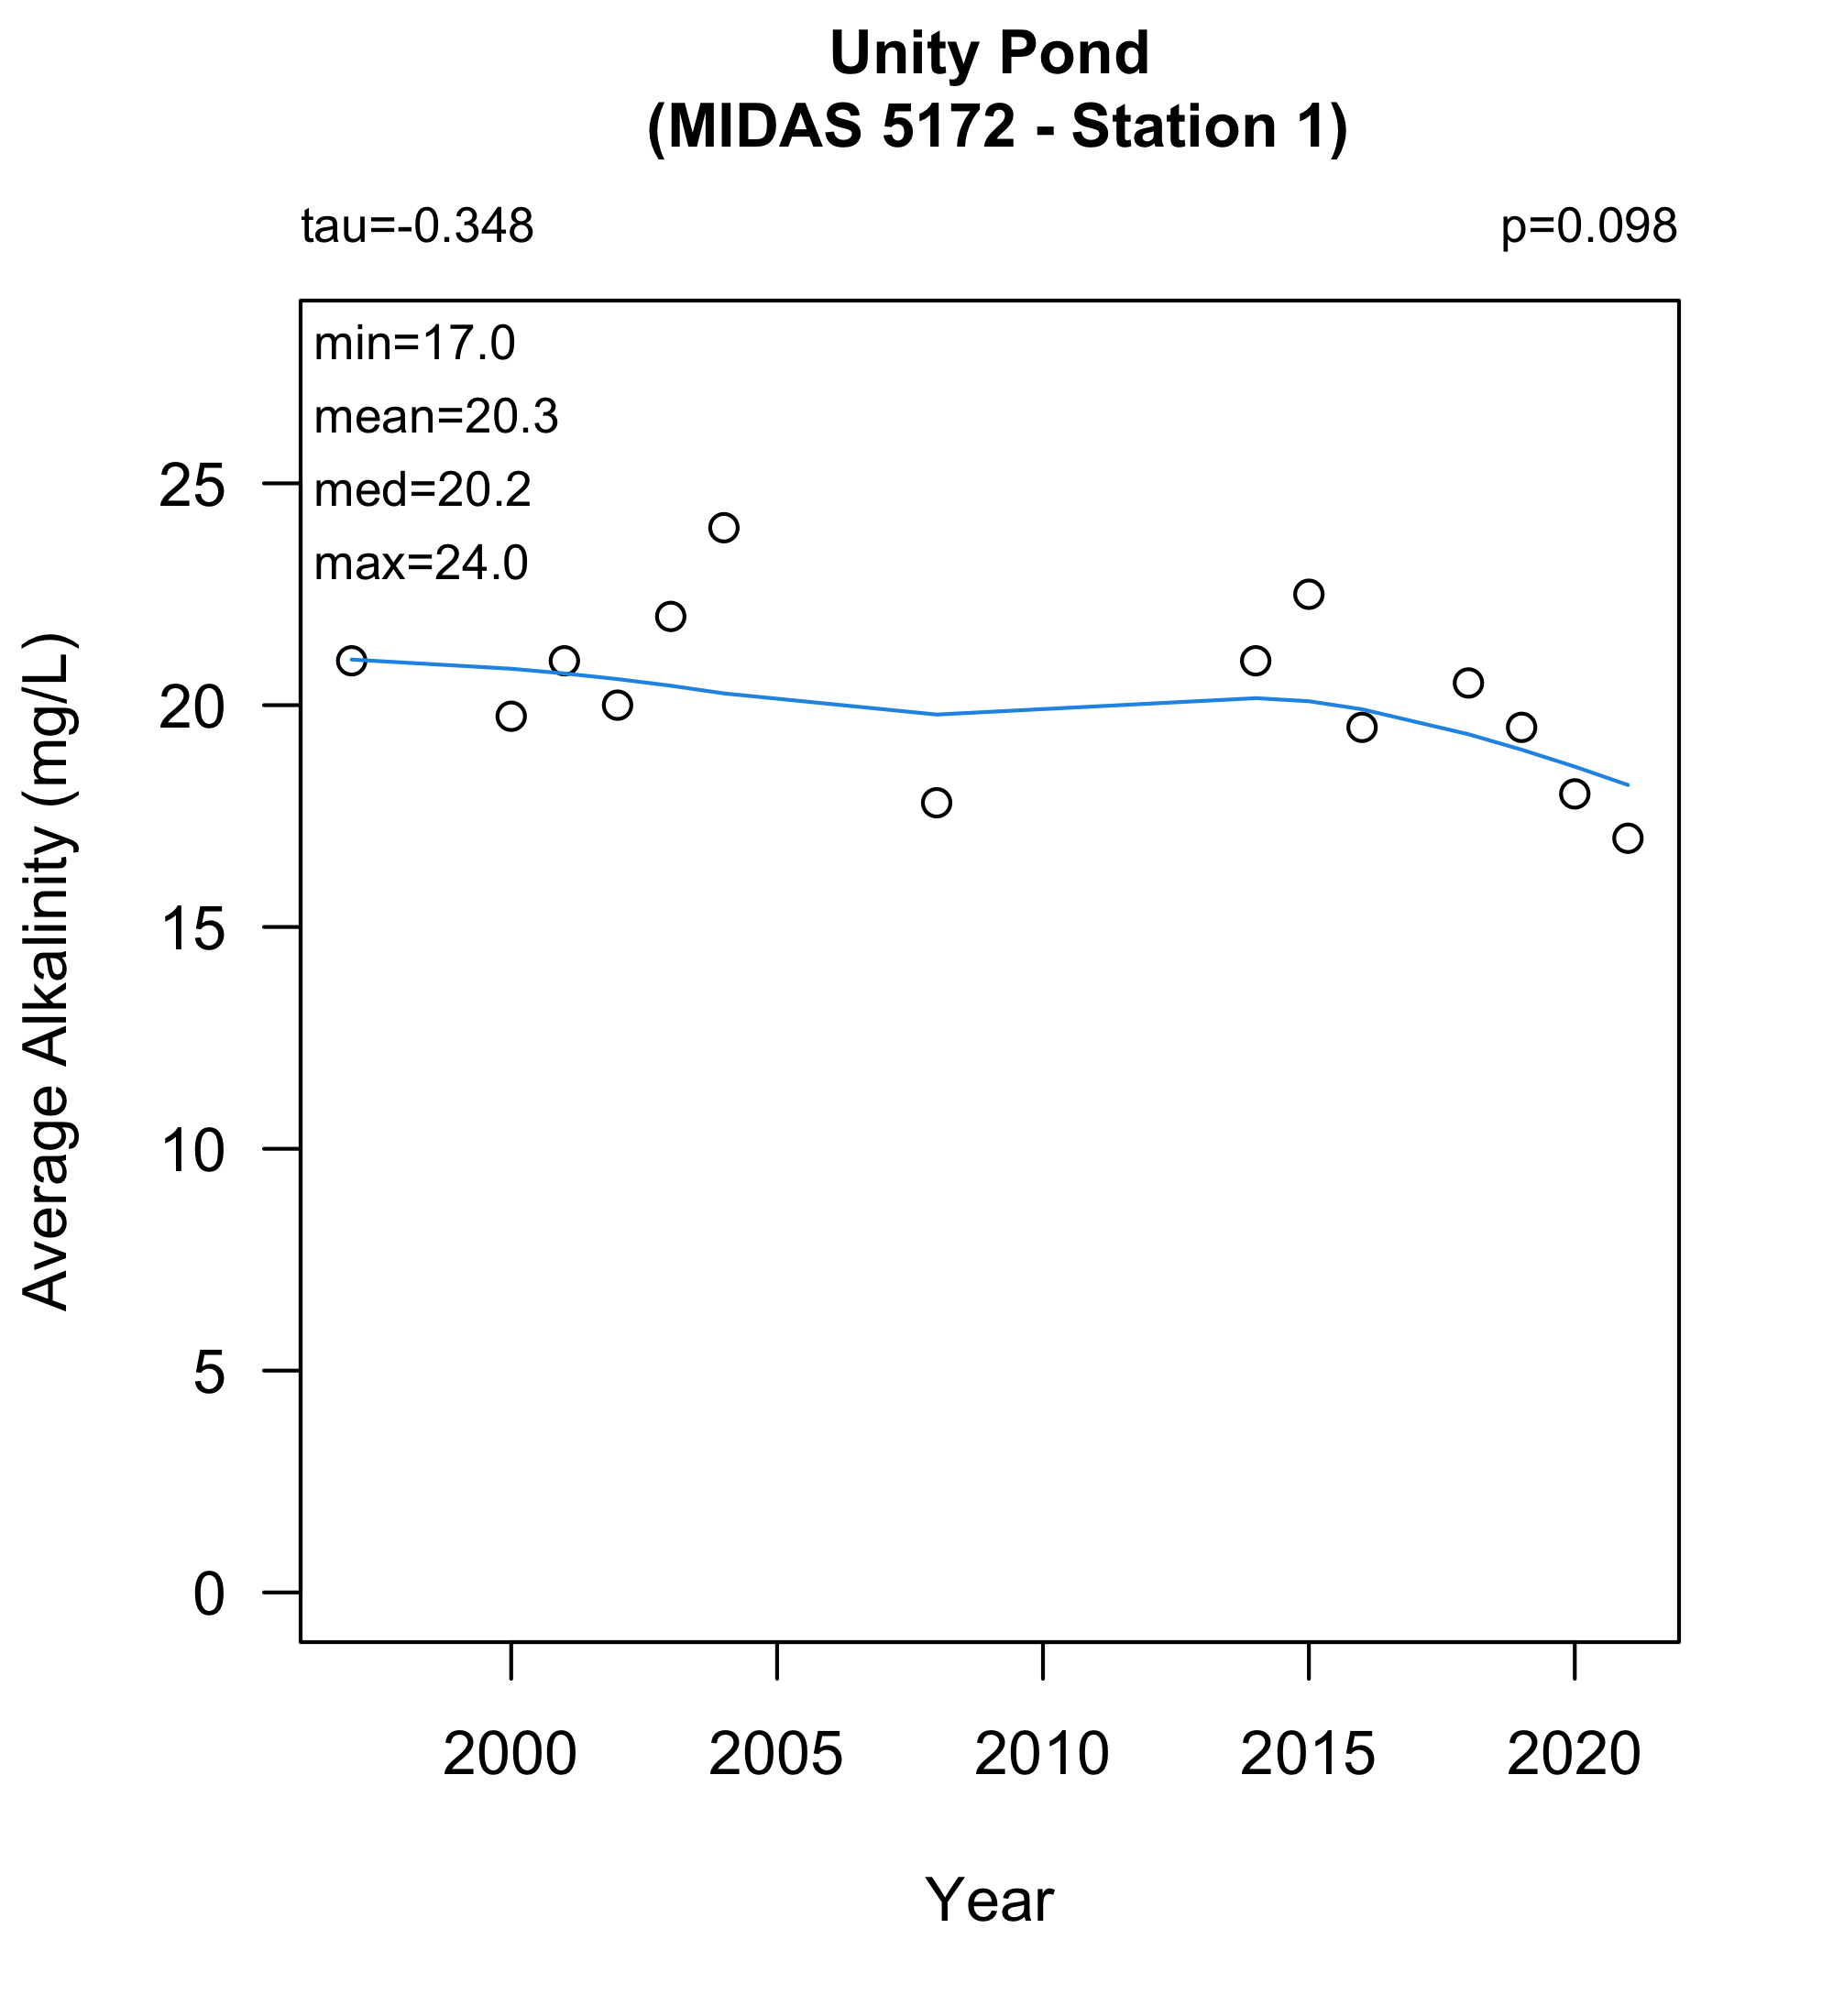 Unity Pond
(MIDAS 5172 - Station 1)
tau=-0.348
p=0.098
min=17.0
mean=20.3
med=20.2
max=24.0
Average Alkalinity (mg/L)
25
20
15
10
5
0
2000
2005
2010
2015
2020
Year